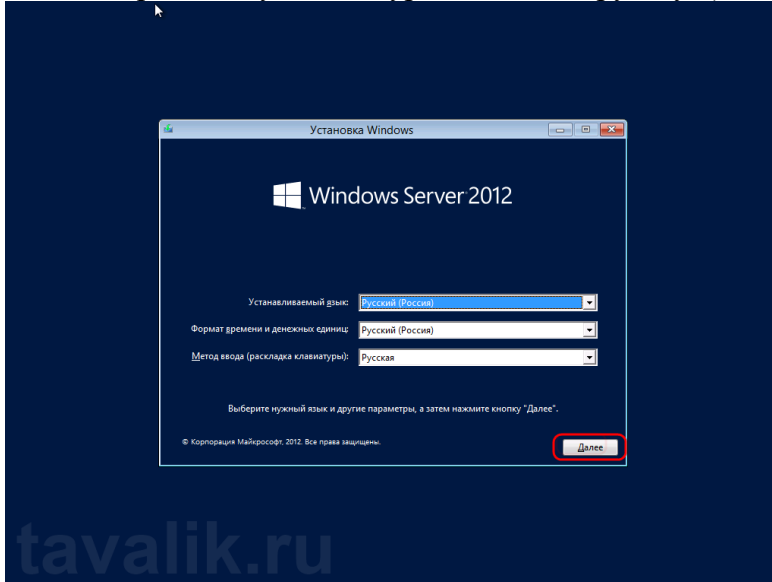 Установка Windows
Windows Server 2012
Устанавливаемый язык: Русский (Россия)
Формат времени и денежных единиц: Русский (Россия)
Метод ввода (раскладка клавиатуры): Русская
Выберите нужный язык и другие параметры, а затем нажмите кнопку "Далее".
© Корпорация Майкрософт, 2012. Все права защищены.
Далее
tavalik.ru